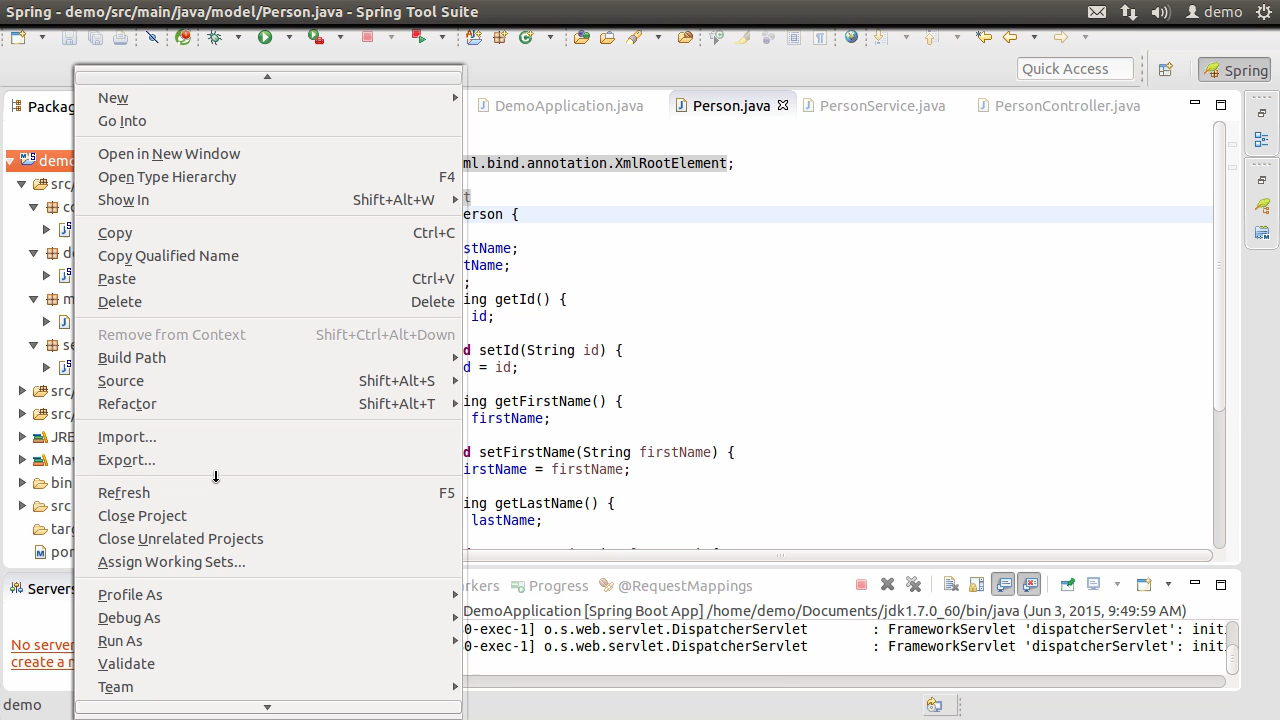 Spring - demo/src/main/java/model/Person.java - Spring Tool Suite
demo
Quick Access
Spring
Packag
DemoApplication.java
Person.java
PersonService.java
PersonController.java
demo
src/
co
de
m
se
src/
src/
JRE
Mav
bin
src
targ
pom
New
Go Into
Open in New Window
Open Type Hierarchy F4
Show In Shift+Alt+W
Copy Ctrl+C
Copy Qualified Name
Paste Ctrl+V
Delete Delete
Remove from Context Shift+Ctrl+Alt+Down
Build Path
Source Shift+Alt+S
Refactor Shift+Alt+T
Import...
Export...
Refresh F5
Close Project
Close Unrelated Projects
Assign Working Sets...
Profile As
Debug As
Run As
Validate
Team
ml.bind.annotation.XmlRootElement;
t
erson {
stName;
tName;
;
ing getId() {
id;
d setId(String id) {
d = id;
ing getFirstName() {
firstName;
d setFirstName(String firstName) {
irstName = firstName;
ing getLastName() {
lastName;
Servers
No server
create a n
rkers
Progress
@RequestMappings
DemoApplication [Spring Boot App] /home/demo/Documents/jdk1.7.0_60/bin/java (Jun 3, 2015, 9:49:59 AM)
0-exec-1] o.s.web.servlet.DispatcherServlet : FrameworkServlet 'dispatcherServlet': initi
0-exec-1] o.s.web.servlet.DispatcherServlet : FrameworkServlet 'dispatcherServlet': initi
demo